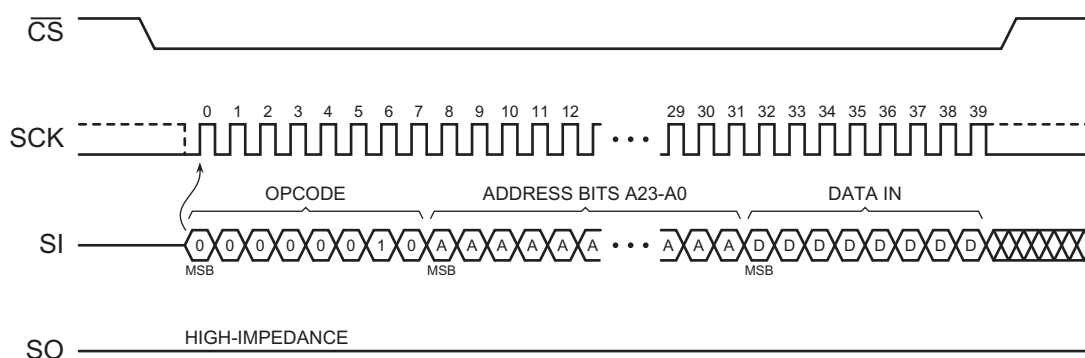 CS
SCK
0 1 2 3 4 5 6 7 8 9 10 11 12 29 30 31 32 33 34 35 36 37 38 39
OPCODE ADDRESS BITS A23-A0 DATA IN
SI
0 0 0 0 0 0 1 0 A A A A A A • • • A A A D D D D D D D D
MSB MSB MSB
HIGH-IMPEDANCE
SO